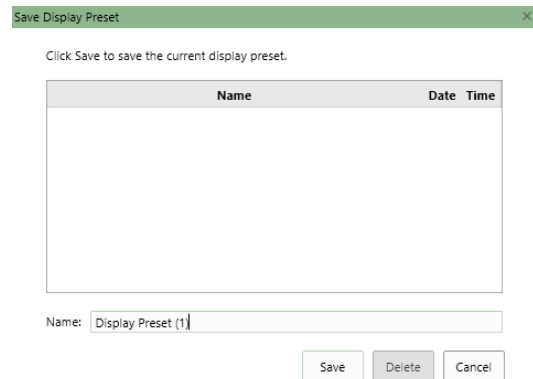 Save Display Preset
Click Save to save the current display preset.
Name Date Time
Name: Display Preset (1)
Save Delete Cancel